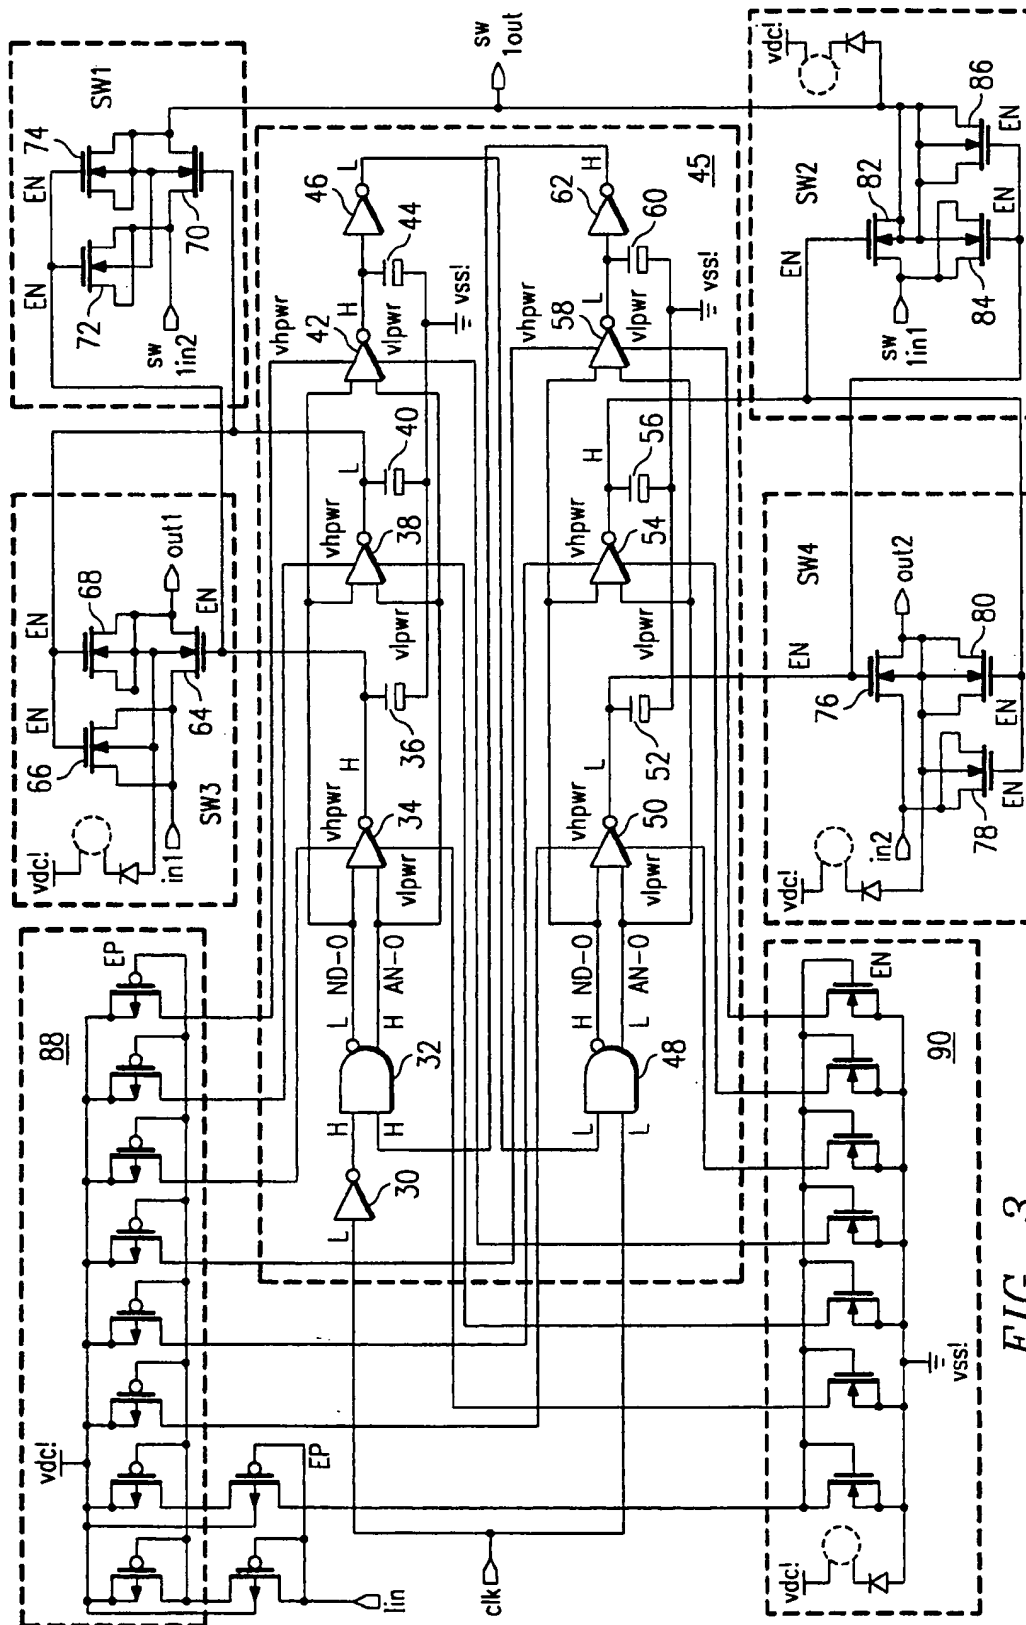 74
EN
SW1
EN
72
70
sw
1in2
sw
1out
68
EN
EN
66
out1
EN
64
vdc!
in1
SW3
88
vdc!
EP
EP
Iin
clk
45
46
L
44
vhpwr
42
H
vlpwr
vss!
40
L
38
vhpwr
vlpwr
36
H
vhpwr
34
vlpwr
ND-O
AN-O
L
H
32
H
H
30
L
62
H
60
vhpwr
58
L
vlpwr
vss!
56
H
54
vhpwr
vlpwr
52
L
vhpwr
50
vlpwr
ND-O
AN-O
H
L
48
L
L
vdc!
86
SW2
82
EN
EN
EN
sw
1in1
84
SW4
out2
EN
76
80
EN
in2
78
EN
vdc!
EN
90
vss!
vdc!
FIG. 3